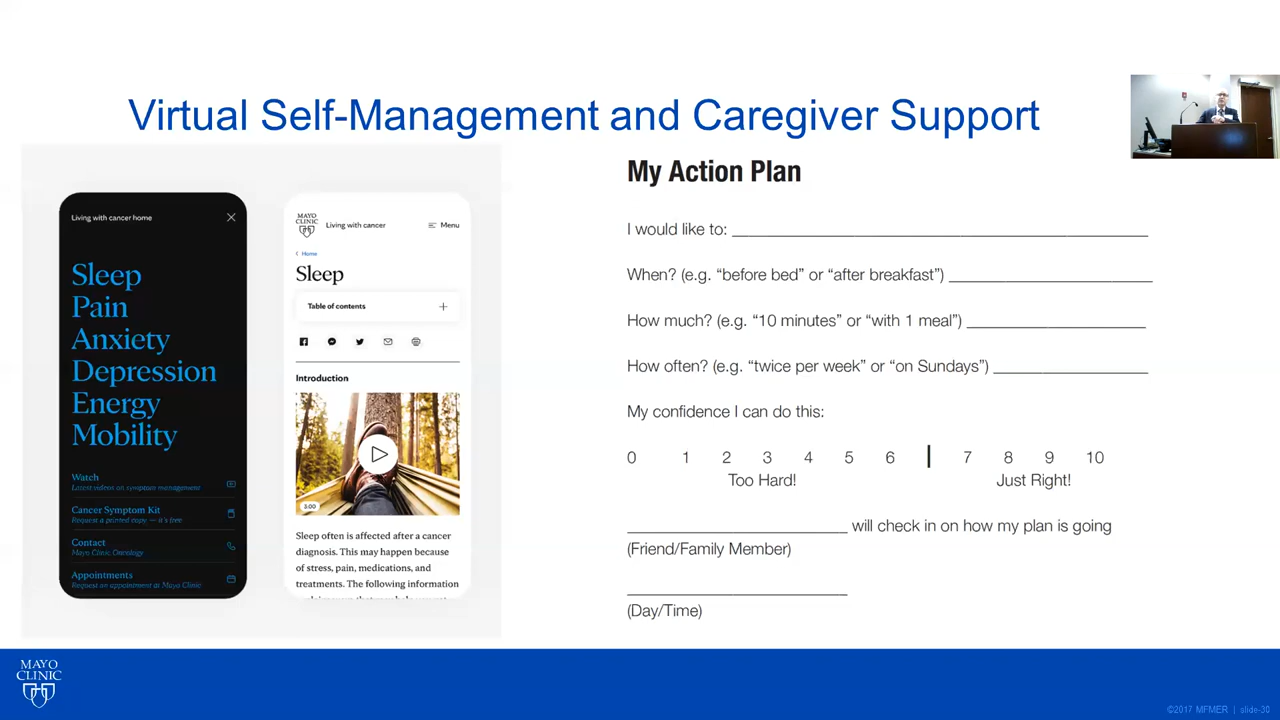 Virtual Self-Management and Caregiver Support
Living with cancer home
Sleep
Pain
Anxiety
Depression
Energy
Mobility
Watch
Latest videos on symptom management
Cancer Symptom Kit
Request a printed copy — it's free
Contact
Mayo Clinic Oncology
Appointments
Request an appointment at Mayo Clinic
MAYO
CLINIC
Living with cancer
Menu
Home
Sleep
Table of contents
Introduction
3:00
Sleep often is affected after a cancer
diagnosis. This may happen because
of stress, pain, medications, and
treatments. The following information
My Action Plan
I would like to:
When? (e.g. “before bed” or “after breakfast”)
How much? (e.g. “10 minutes” or “with 1 meal”)
How often? (e.g. “twice per week” or “on Sundays”)
My confidence I can do this:
0 1 2 3 4 5 6 | 7 8 9 10
Too Hard! Just Right!
will check in on how my plan is going
(Friend/Family Member)
(Day/Time)
MAYO
CLINIC
©2017 MFMER | slide-30